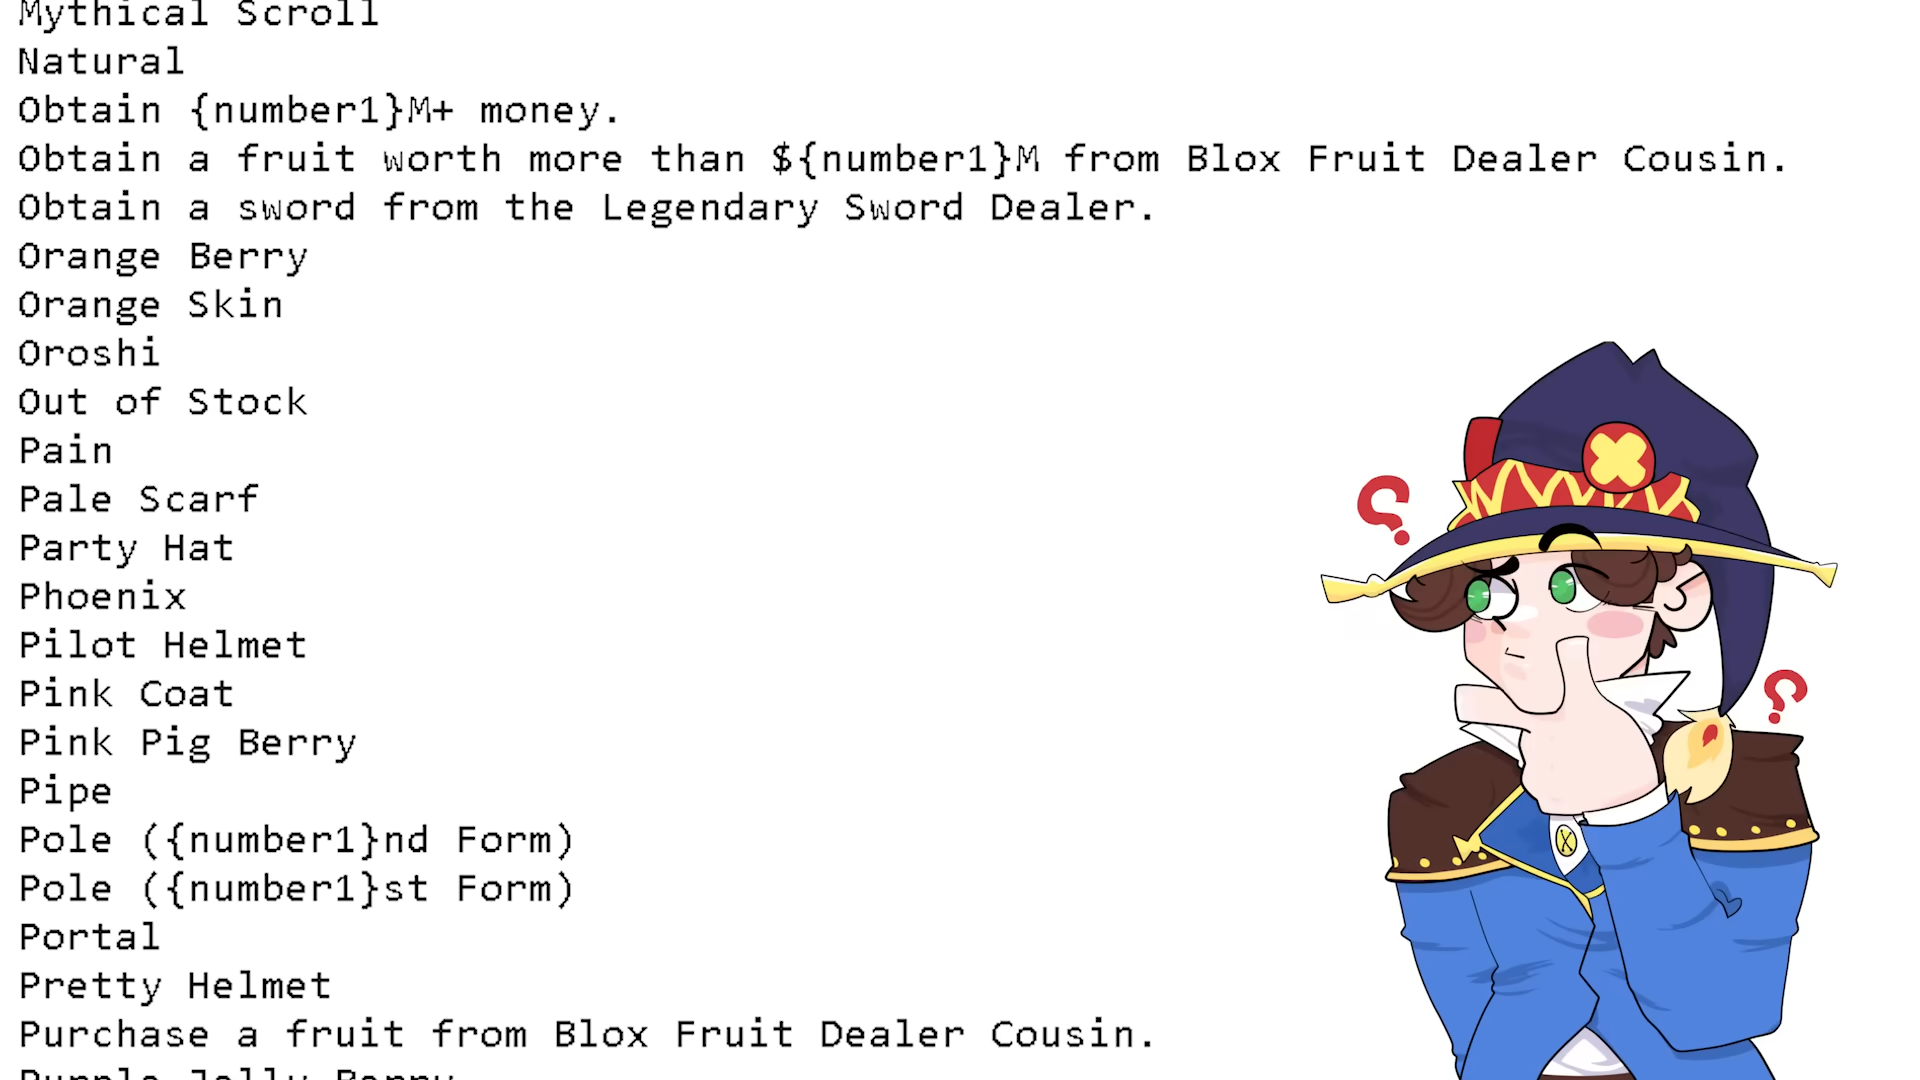 Mythical Scroll
Natural
Obtain {number1}M+ money.
Obtain a fruit worth more than ${number1}M from Blox Fruit Dealer Cousin.
Obtain a sword from the Legendary Sword Dealer.
Orange Berry
Orange Skin
Oroshi
Out of Stock
Pain
Pale Scarf
Party Hat
Phoenix
Pilot Helmet
Pink Coat
Pink Pig Berry
Pipe
Pole ({number1}nd Form)
Pole ({number1}st Form)
Portal
Pretty Helmet
Purchase a fruit from Blox Fruit Dealer Cousin.
Purple Jelly Berry